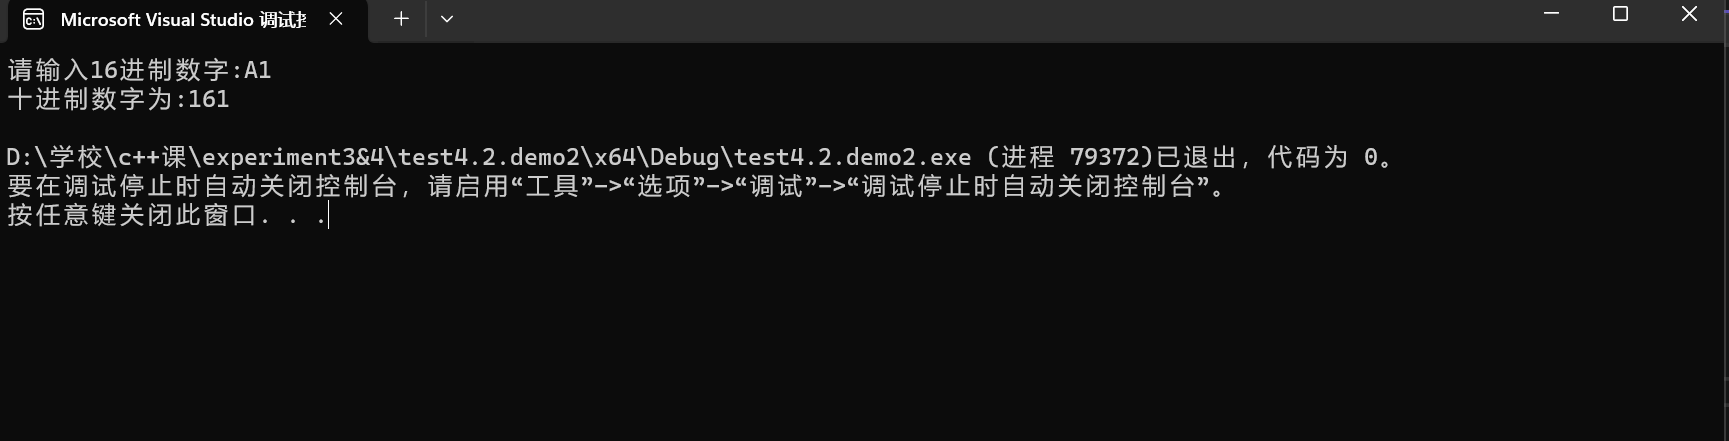 Microsoft Visual Studio 调试
请输入16进制数字:A1
十进制数字为:161
D:\学校\c++课\experiment3&4\test4.2.demo2\x64\Debug\test4.2.demo2.exe (进程 79372)已退出，代码为 0。
要在调试停止时自动关闭控制台，请启用“工具”->“选项”->“调试”->“调试停止时自动关闭控制台”。
按任意键关闭此窗口. . .